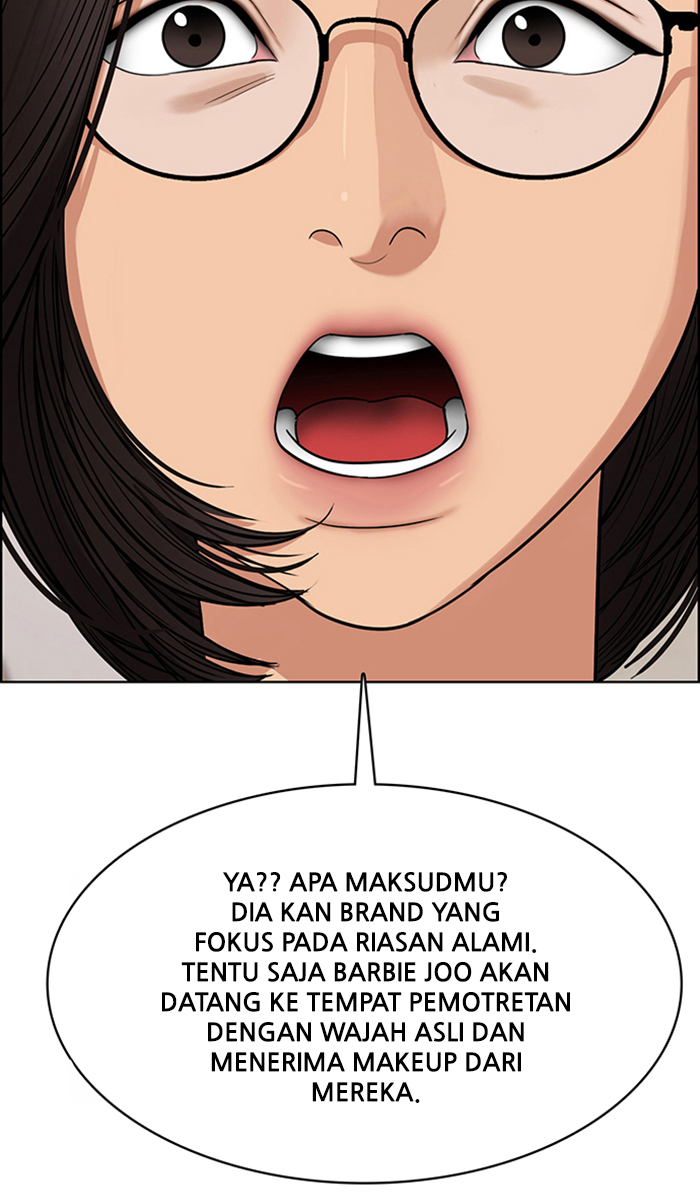 YA?? APA MAKSUDMU?
DIA KAN BRAND YANG
FOKUS PADA RIASAN ALAMI.
TENTU SAJA BARBIE JOO AKAN
DATANG KE TEMPAT PEMOTRETAN
DENGAN WAJAH ASLI DAN
MENERIMA MAKEUP DARI
MEREKA.